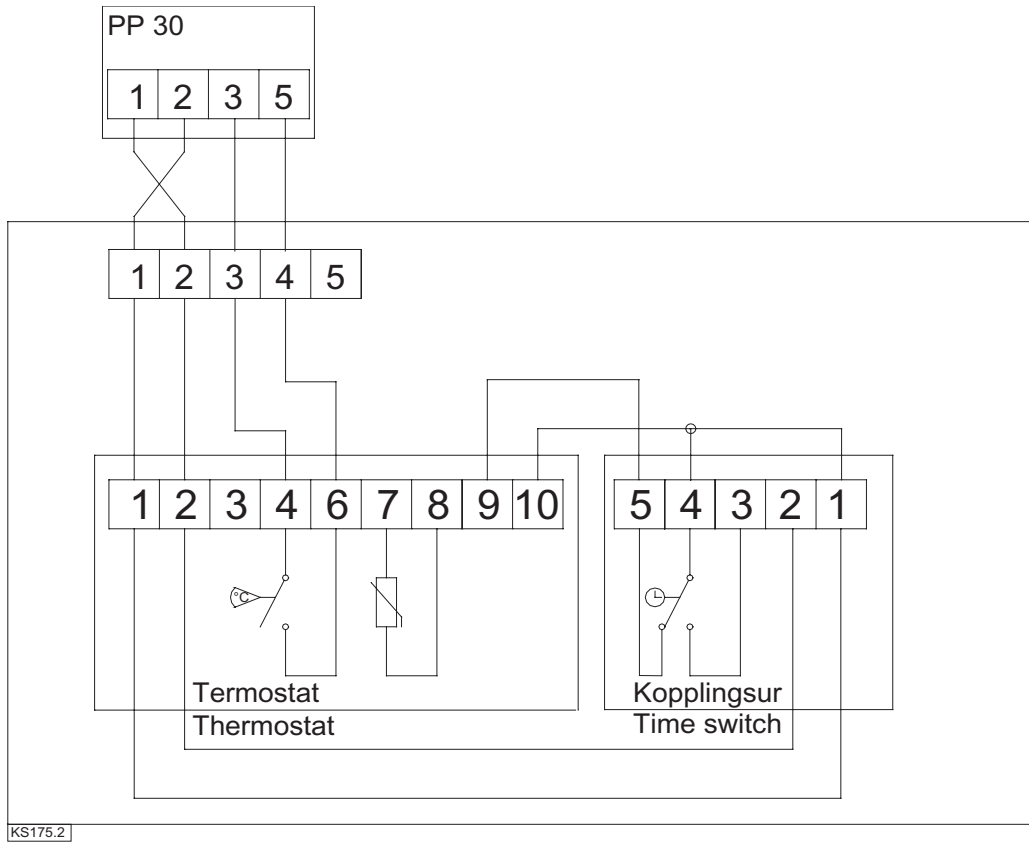 PP 30
1 2 3 5
1 2 3 4 5
1 2 3 4 6 7 8 9 10
5 4 3 2 1
°C
Termostat
Thermostat
Kopplingsur
Time switch
KS175.2